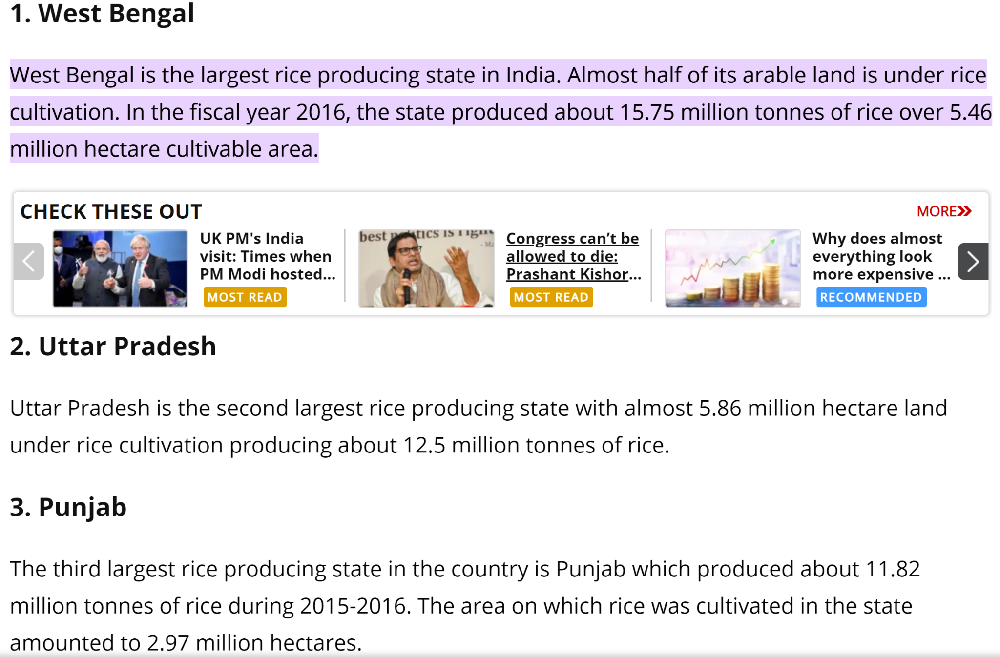 1. West Bengal
West Bengal is the largest rice producing state in India. Almost half of its arable land is under rice
cultivation. In the fiscal year 2016, the state produced about 15.75 million tonnes of rice over 5.46
million hectare cultivable area.
CHECK THESE OUT
MORE
UK PM's India
visit: Times when
PM Modi hosted...
MOST READ
best politics is right
- Ma
Congress can’t be
allowed to die:
Prashant Kishor...
MOST READ
Why does almost
everything look
more expensive ...
RECOMMENDED
2. Uttar Pradesh
Uttar Pradesh is the second largest rice producing state with almost 5.86 million hectare land
under rice cultivation producing about 12.5 million tonnes of rice.
3. Punjab
The third largest rice producing state in the country is Punjab which produced about 11.82
million tonnes of rice during 2015-2016. The area on which rice was cultivated in the state
amounted to 2.97 million hectares.